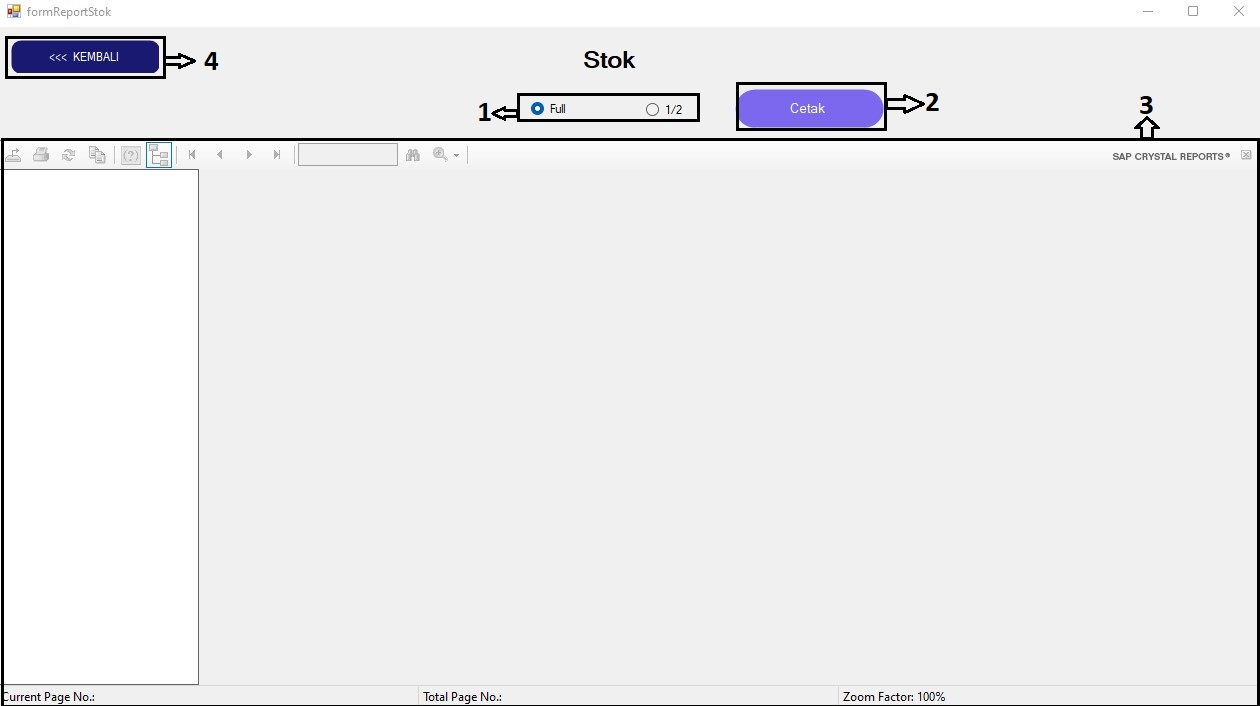 formReportStok
<<< KEMBALI
4
Stok
1
Full
1/2
Cetak
2
3
(?)
SAP CRYSTAL REPORTS®
Current Page No.:
Total Page No.:
Zoom Factor: 100%